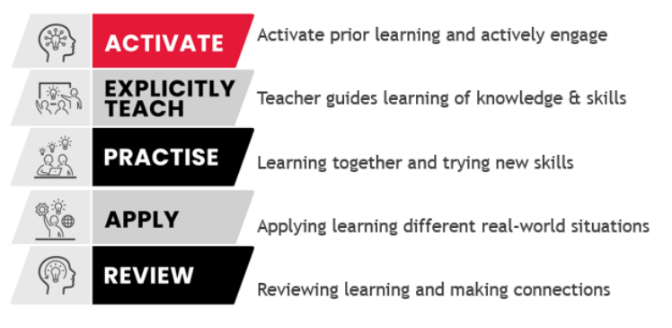 ACTIVATE
Activate prior learning and actively engage
EXPLICITLY
TEACH
Teacher guides learning of knowledge & skills
PRACTISE
Learning together and trying new skills
APPLY
Applying learning different real-world situations
REVIEW
Reviewing learning and making connections